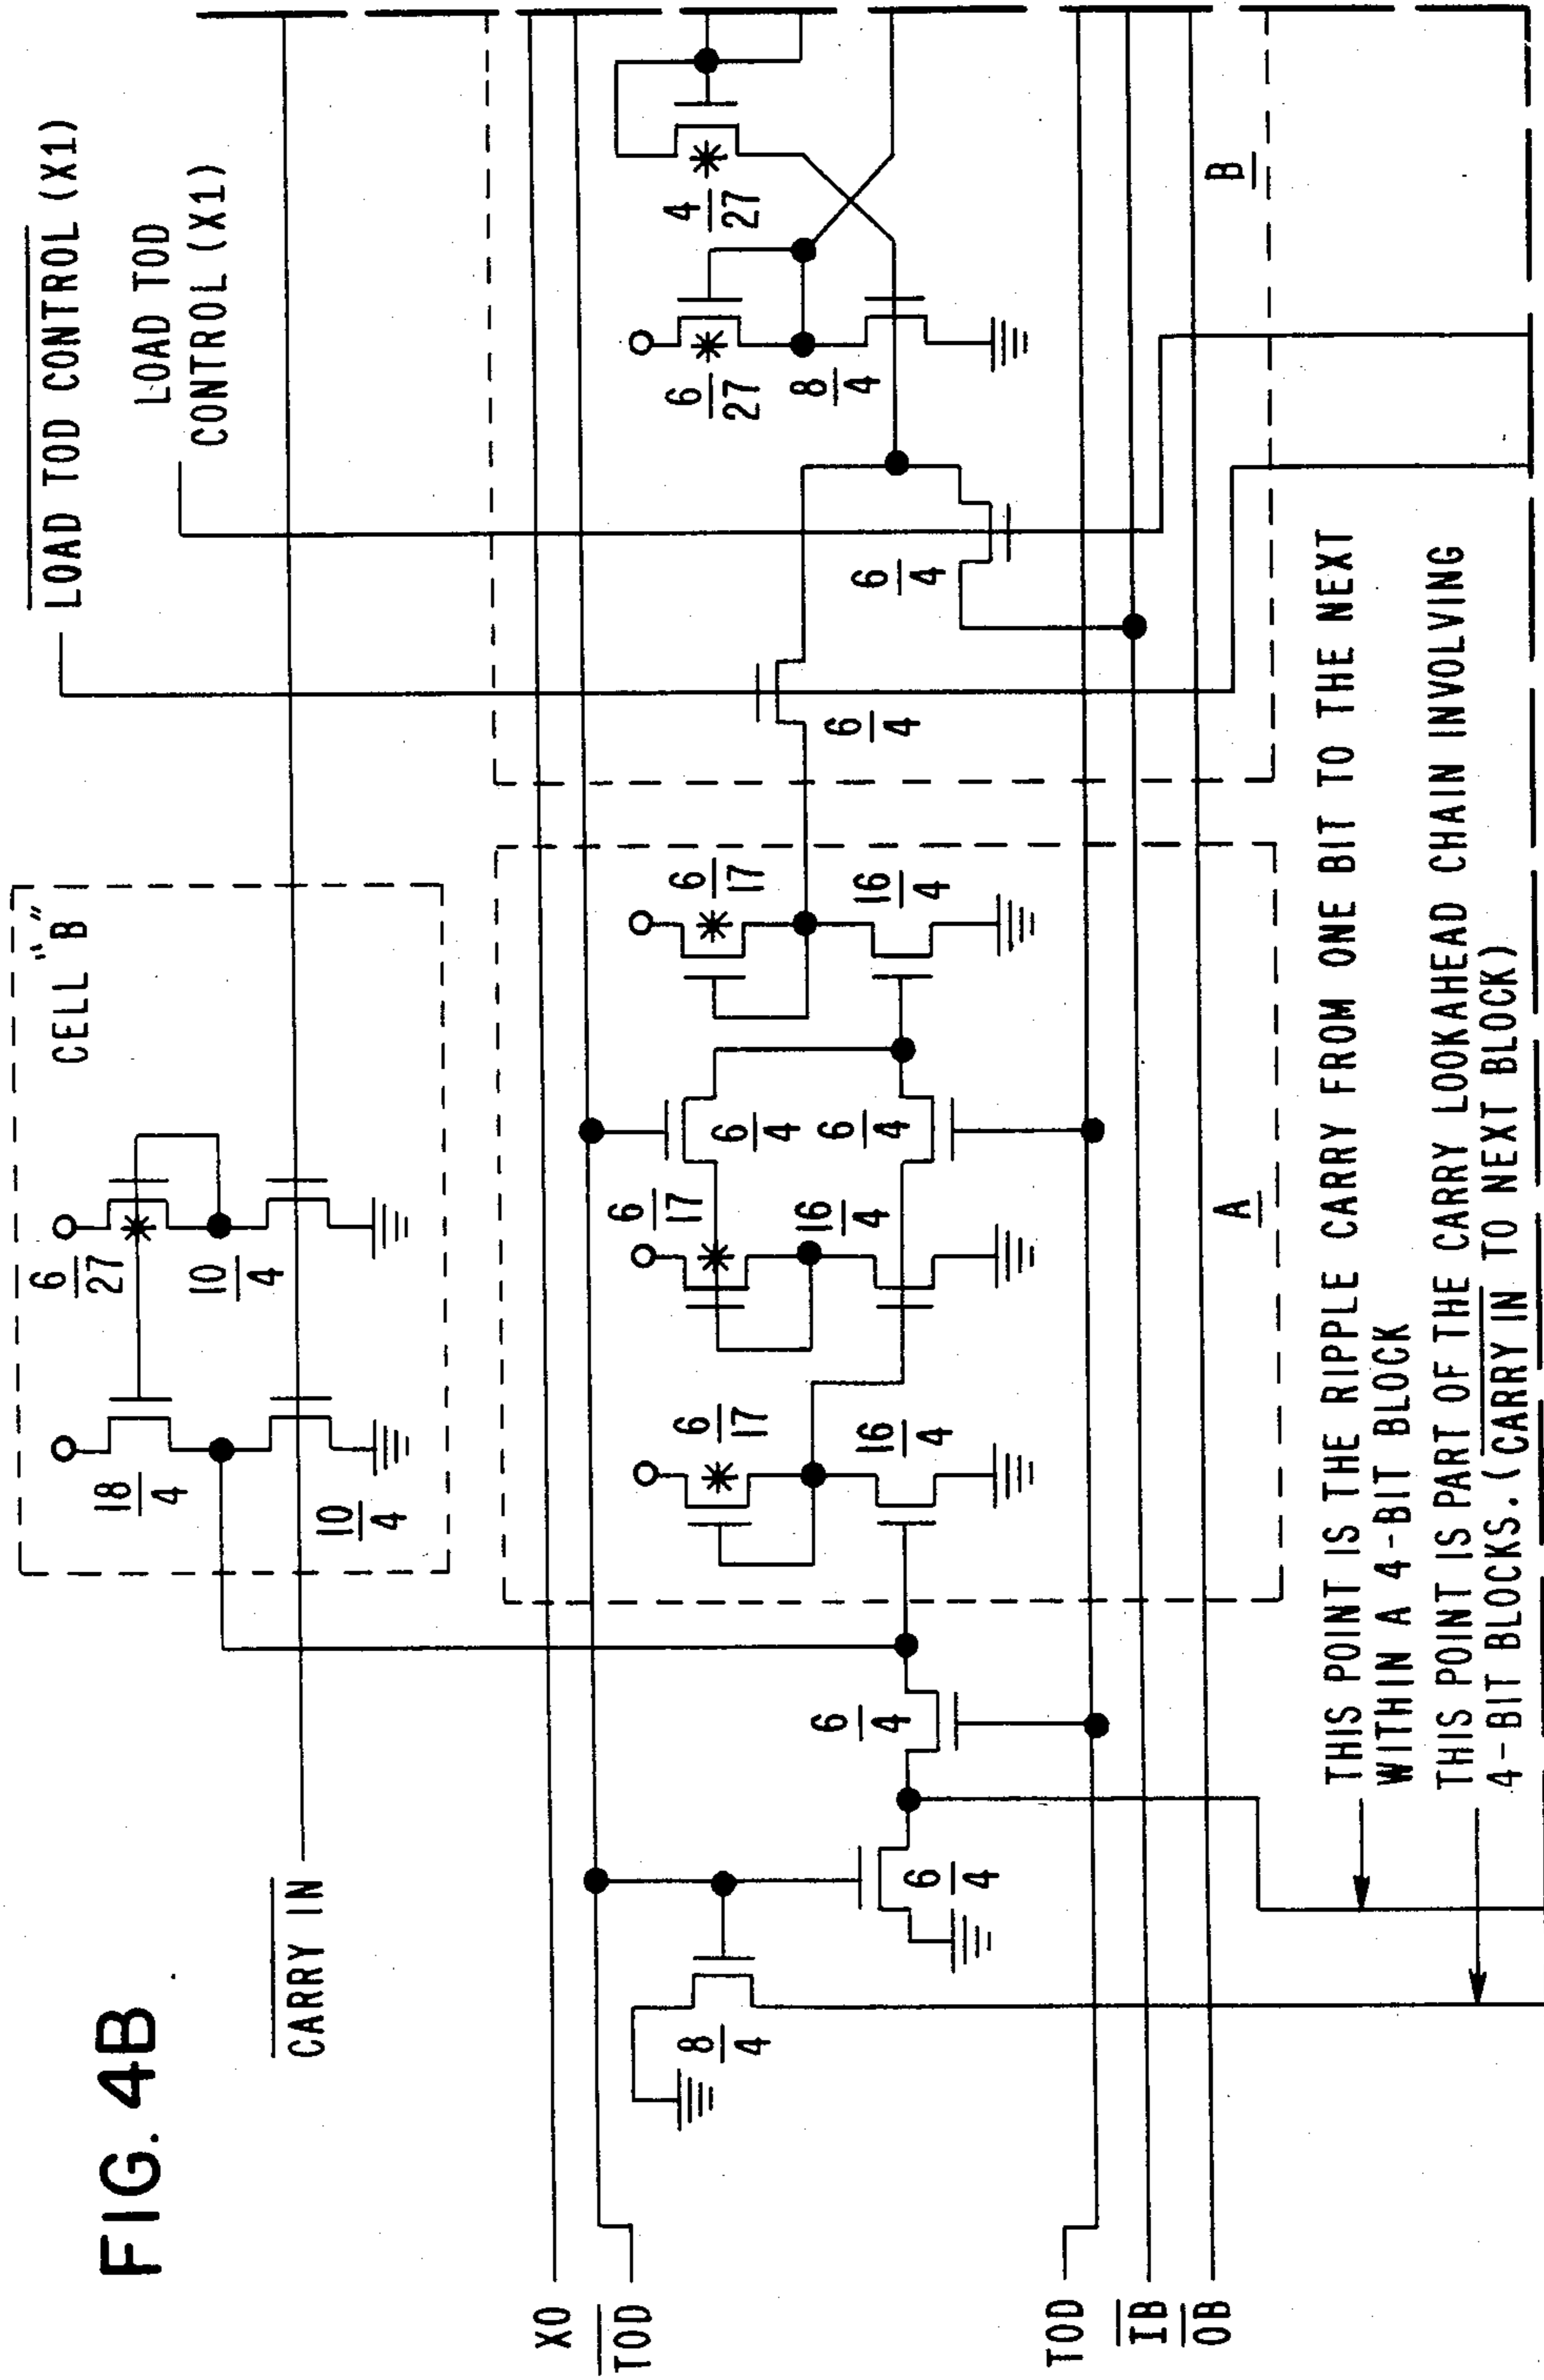 FIG. 4B
LOAD TOD CONTROL (X1)
LOAD TOD
CONTROL (X1)
CELL "B"
6/27
18/4
10/4
10/4
CARRY IN
XO
TOD
8/4
6/17
6/17
6/17
6/27
4/27
6/4
6/4
6/4
16/4
16/4
16/4
6/4
6/4
8/4
6/4
TOD
IB
OB
A
B
THIS POINT IS THE RIPPLE CARRY FROM ONE BIT TO THE NEXT
WITHIN A 4-BIT BLOCK
THIS POINT IS PART OF THE CARRY LOOKAHEAD CHAIN INVOLVING
4-BIT BLOCKS. (CARRY IN TO NEXT BLOCK)